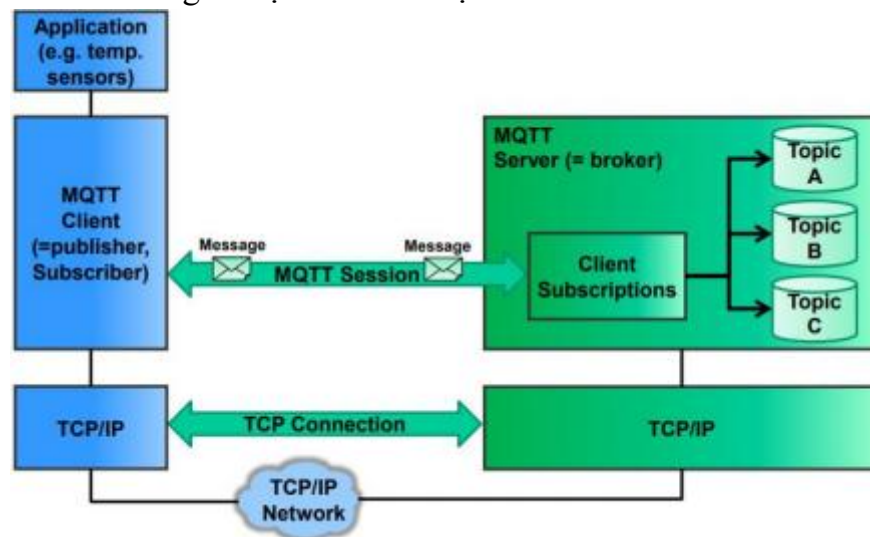 Application
(e.g. temp.
sensors)
MQTT
Client
(=publisher,
Subscriber)
Message
Message
MQTT Session
MQTT
Server (= broker)
Client
Subscriptions
Topic
A
Topic
B
Topic
C
TCP/IP
TCP Connection
TCP/IP
TCP/IP
Network